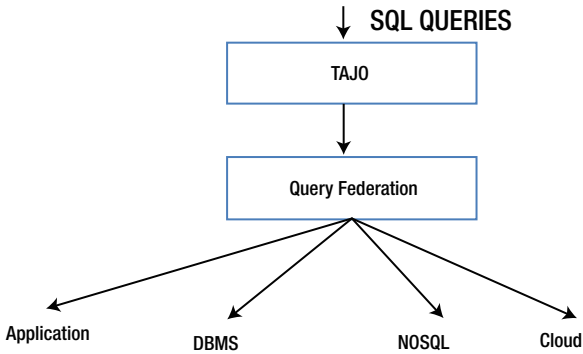 SQL QUERIES
TAJO
Query Federation
Application
DBMS
NOSQL
Cloud